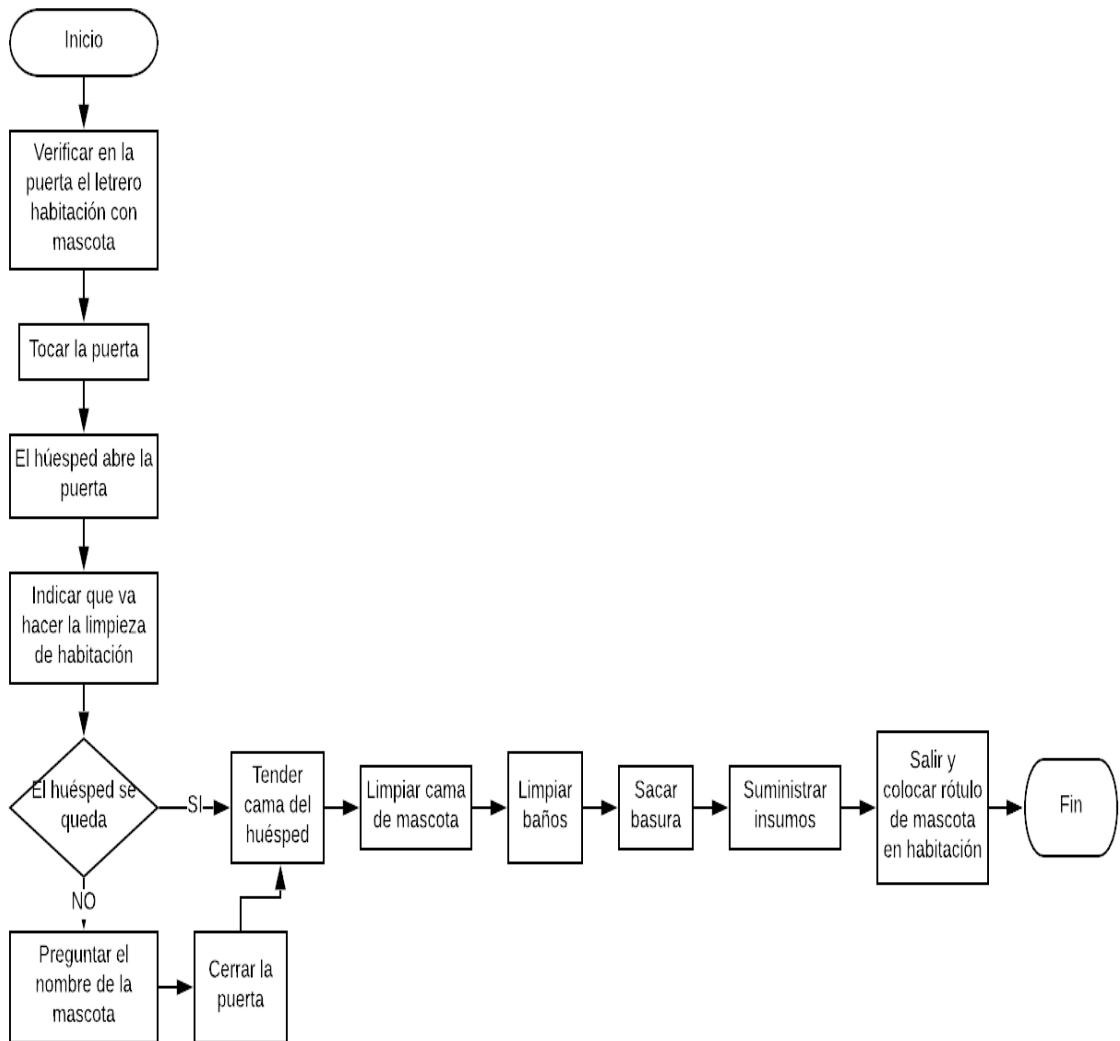 Inicio
Verificar en la
puerta el letrero
habitación con
mascota
Tocar la puerta
El húesped abre la
puerta
Indicar que va
hacer la limpieza
de habitación
El huésped se
queda
SI
NO
Preguntar el
nombre de la
mascota
Cerrar la
puerta
Tender
cama del
huésped
Limpiar cama
de mascota
Limpiar
baños
Sacar
basura
Suministrar
insumos
Salir y
colocar rótulo
de mascota
en habitación
Fin